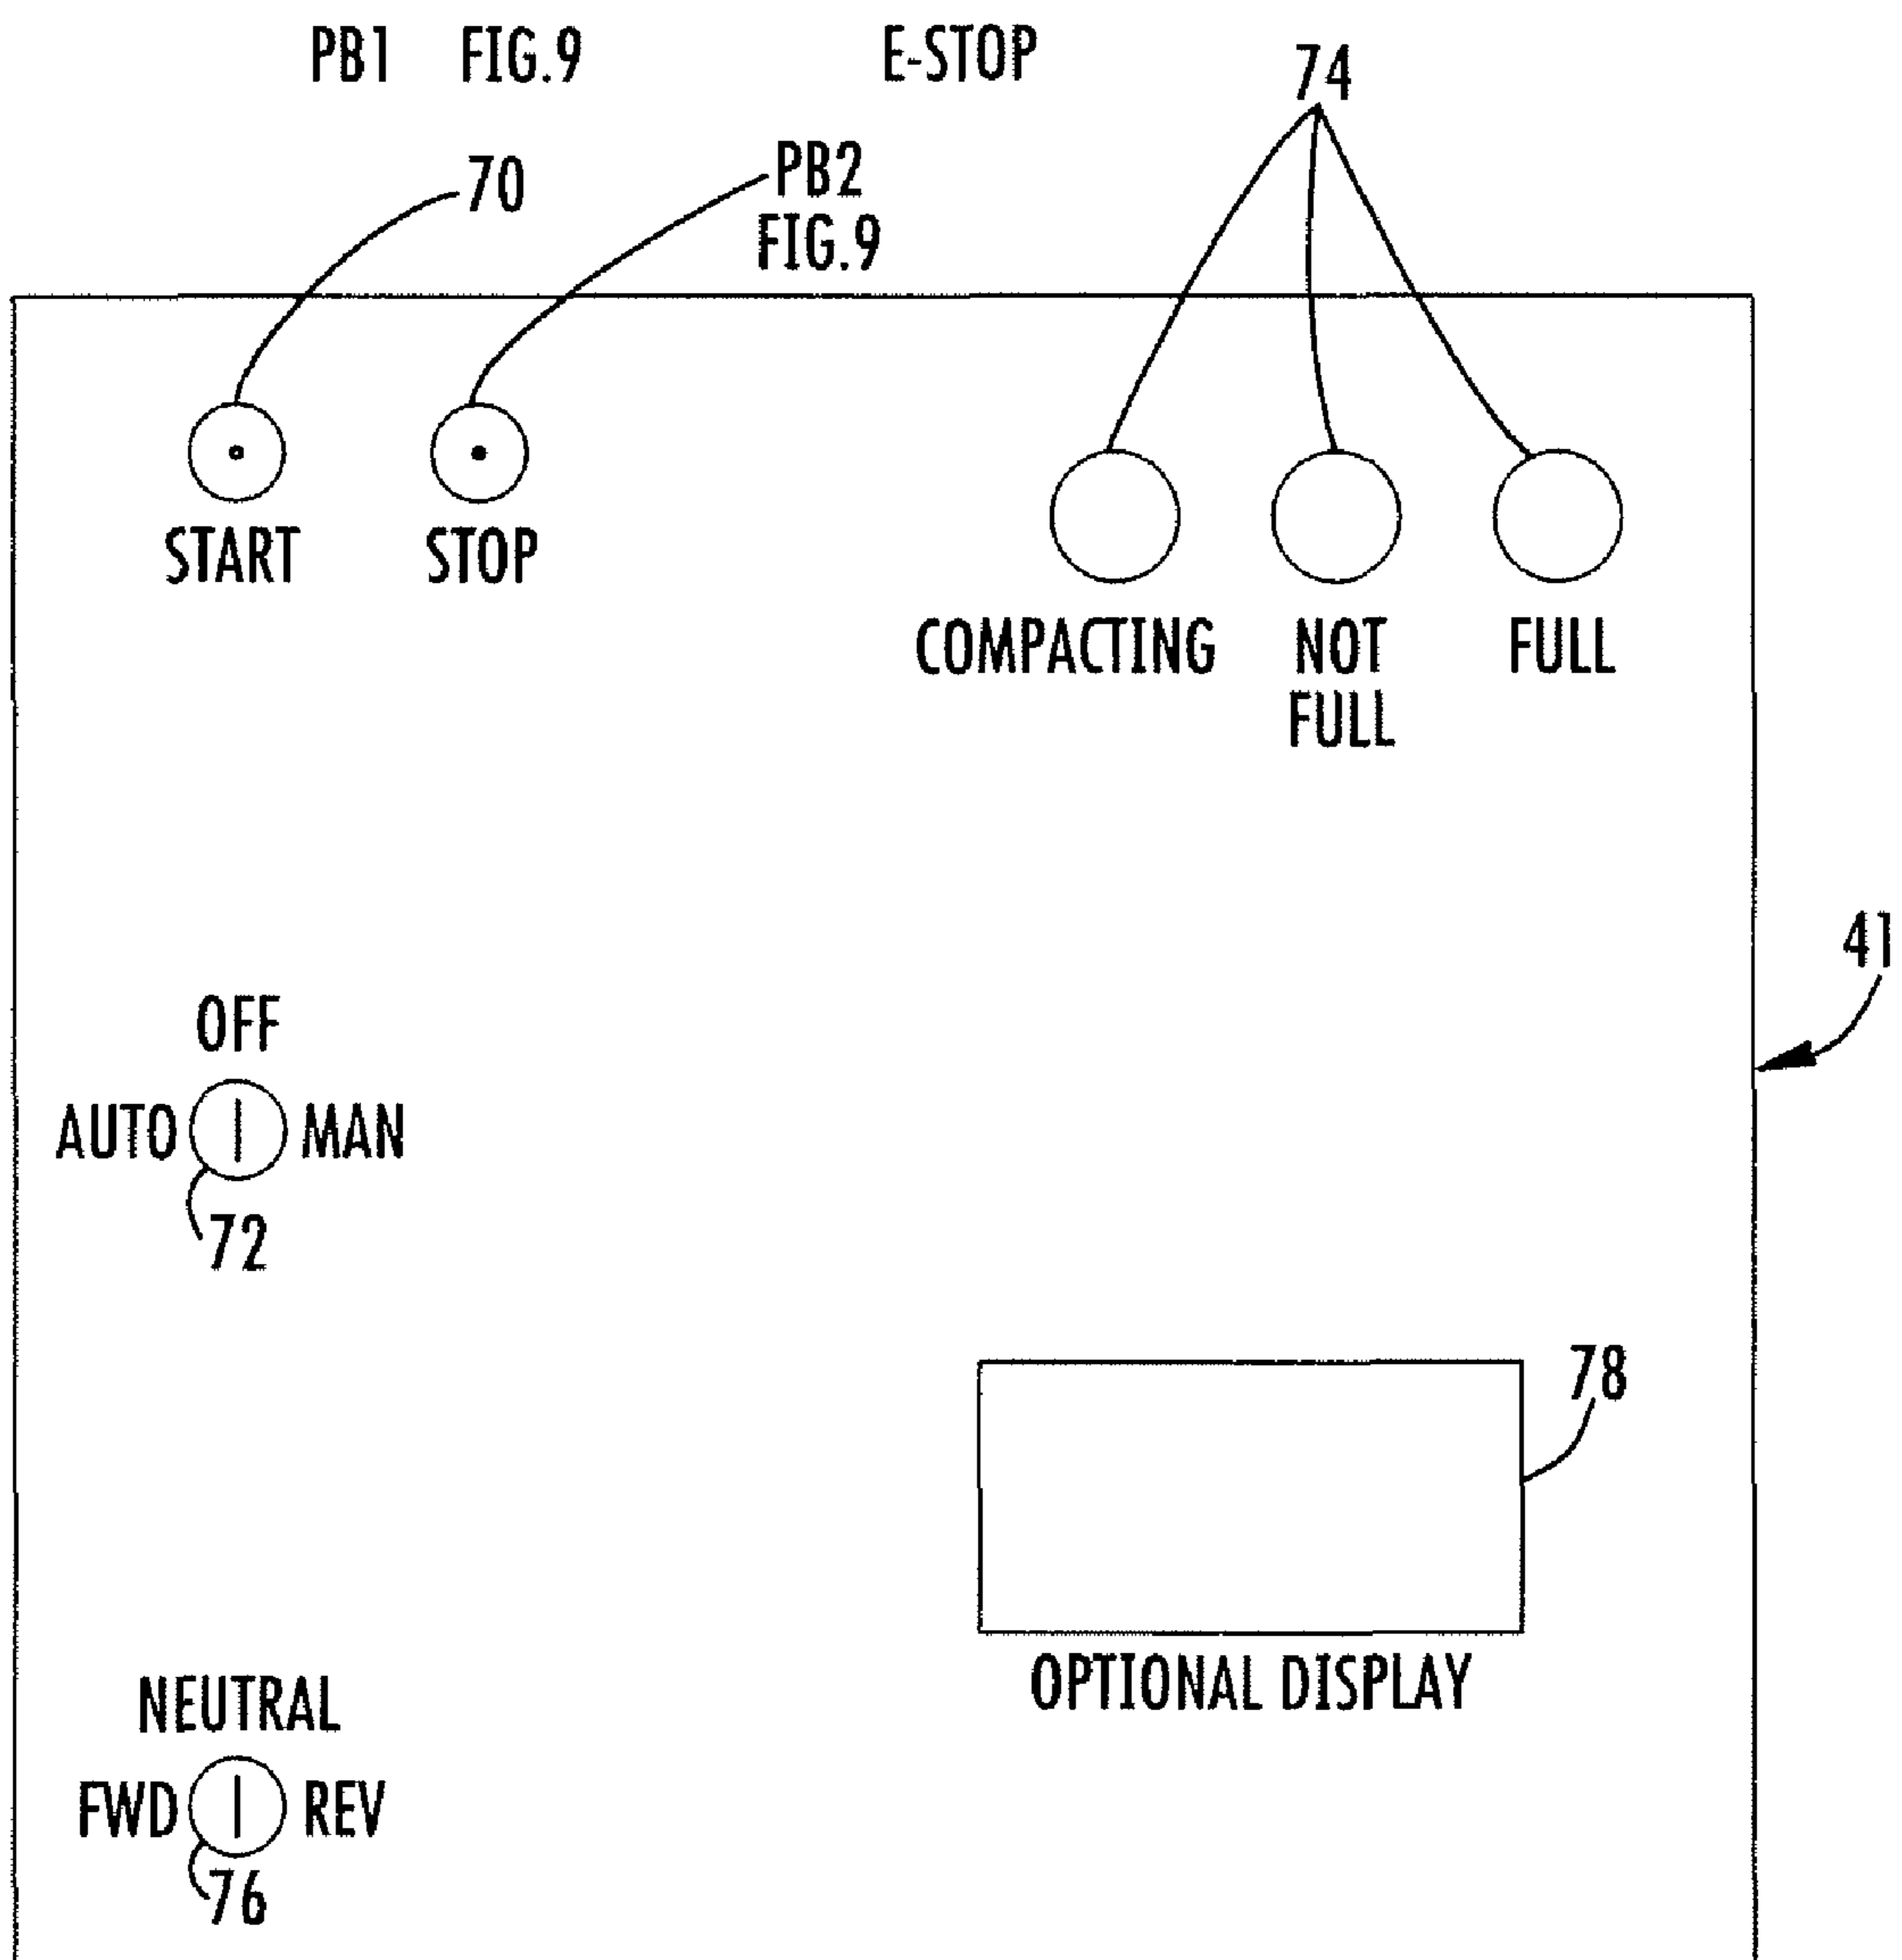 PB1 FIG.9 E-STOP
74
70
PB2
FIG.9
START STOP
COMPACTING NOT FULL
FULL
41
OFF
AUTO MAN
72
78
OPTIONAL DISPLAY
NEUTRAL
FWD REV
76